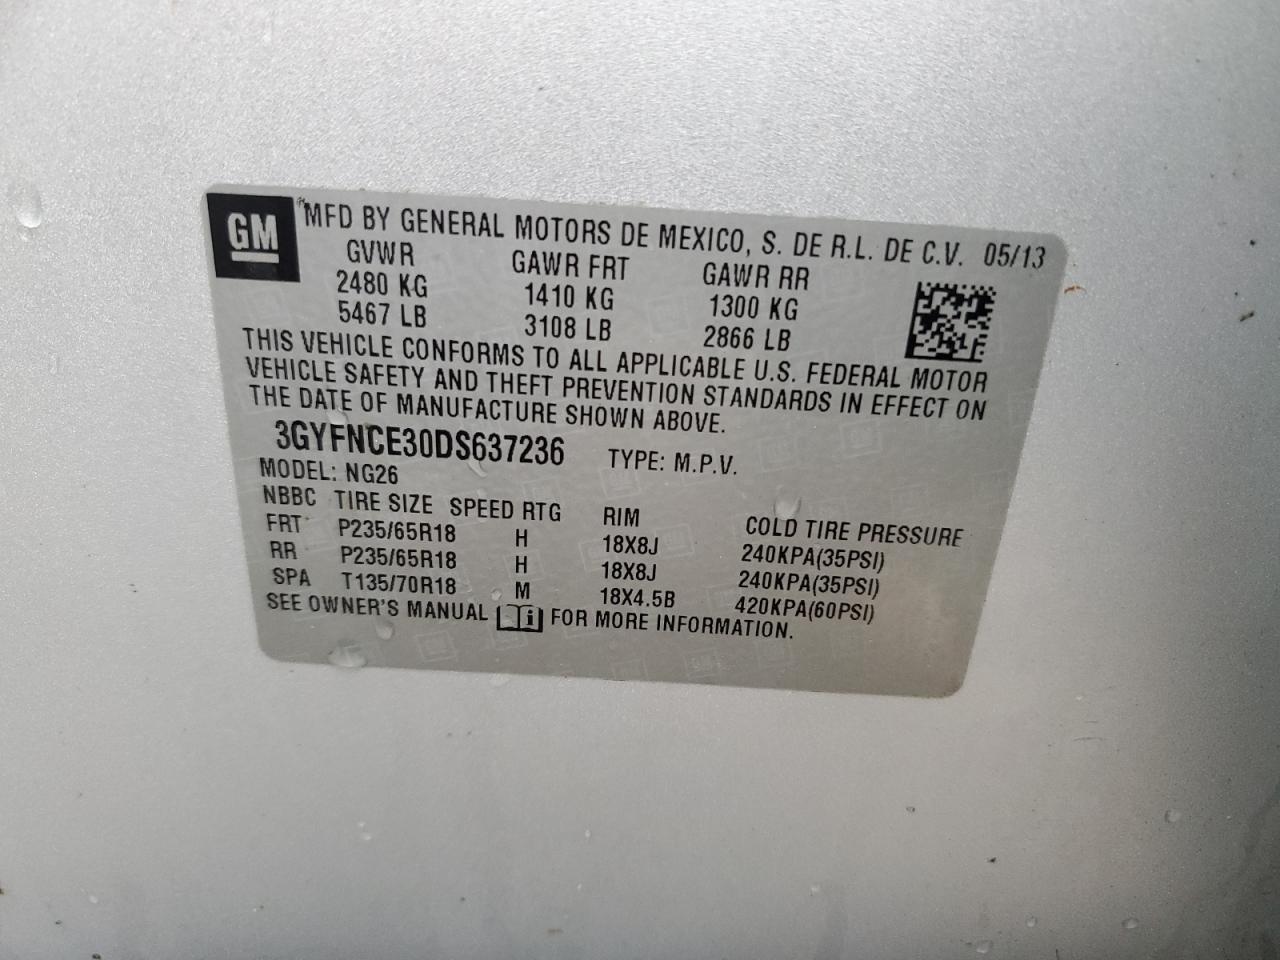 GM MFD BY GENERAL MOTORS DE MEXICO, S. DE R.L. DE C.V. 05/13
GVWR GAWR FRT GAWR RR
2480 KG 1410 KG 1300 KG
5467 LB 3108 LB 2866 LB
THIS VEHICLE CONFORMS TO ALL APPLICABLE U.S. FEDERAL MOTOR
VEHICLE SAFETY AND THEFT PREVENTION STANDARDS IN EFFECT ON
THE DATE OF MANUFACTURE SHOWN ABOVE.
3GYFNCE30DS637236 TYPE: M.P.V.
MODEL: NG26
NBBC TIRE SIZE SPEED RTG RIM COLD TIRE PRESSURE
FRT P235/65R18 H 18X8J 240KPA(35PSI)
RR P235/65R18 H 18X8J 240KPA(35PSI)
SPA T135/70R18 M 18X4.5B 420KPA(60PSI)
SEE OWNER'S MANUAL i FOR MORE INFORMATION.